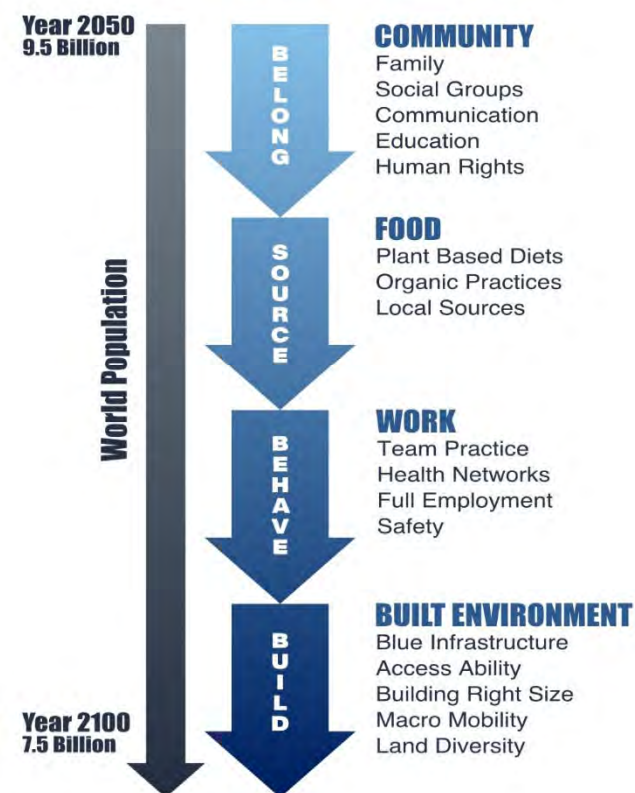 Year 2050
9.5 Billion
World Population
Year 2100
7.5 Billion
BELONG
COMMUNITY
Family
Social Groups
Communication
Education
Human Rights
SOURCE
FOOD
Plant Based Diets
Organic Practices
Local Sources
BEHAVE
WORK
Team Practice
Health Networks
Full Employment
Safety
BUILD
BUILT ENVIRONMENT
Blue Infrastructure
Access Ability
Building Right Size
Macro Mobility
Land Diversity